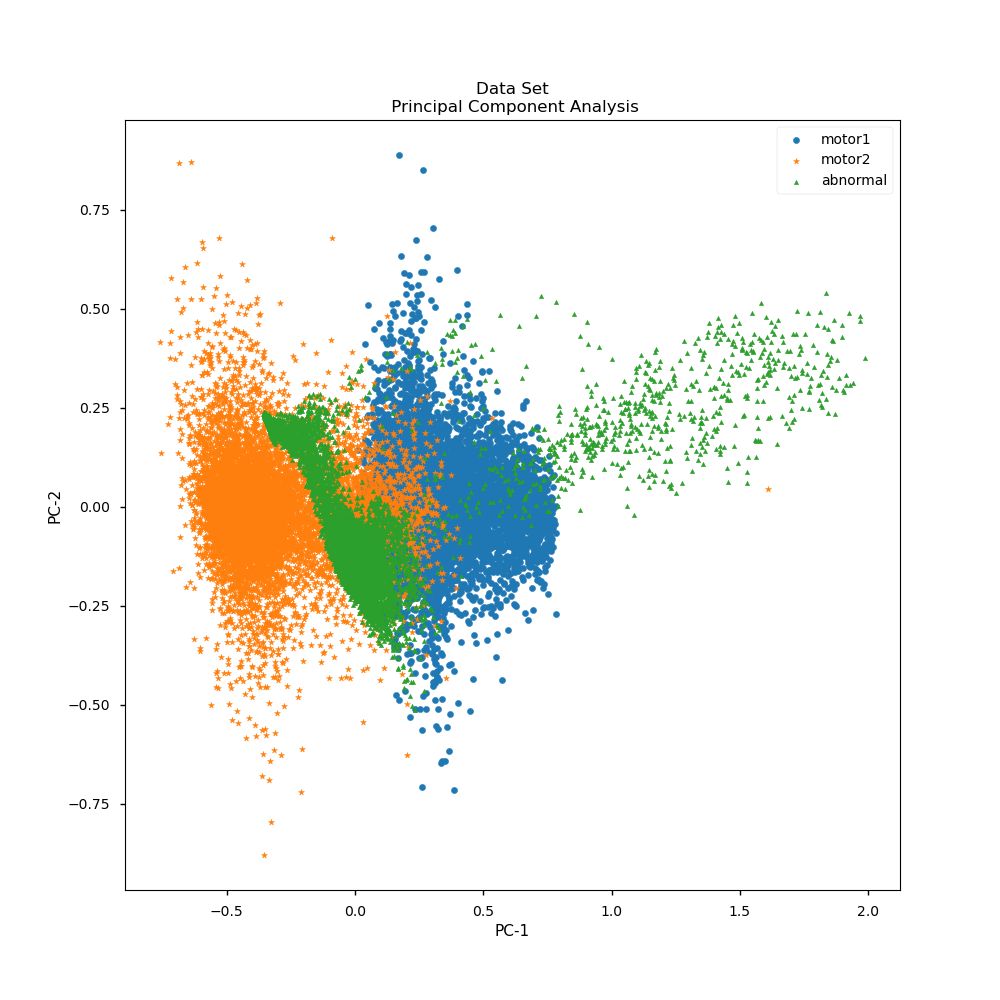 Data Set
Principal Component Analysis
motor1
motor2
abnormal
PC-2
0.75
0.50
0.25
0.00
−0.25
−0.50
−0.75
−0.5
0.0
0.5
1.0
1.5
2.0
PC-1